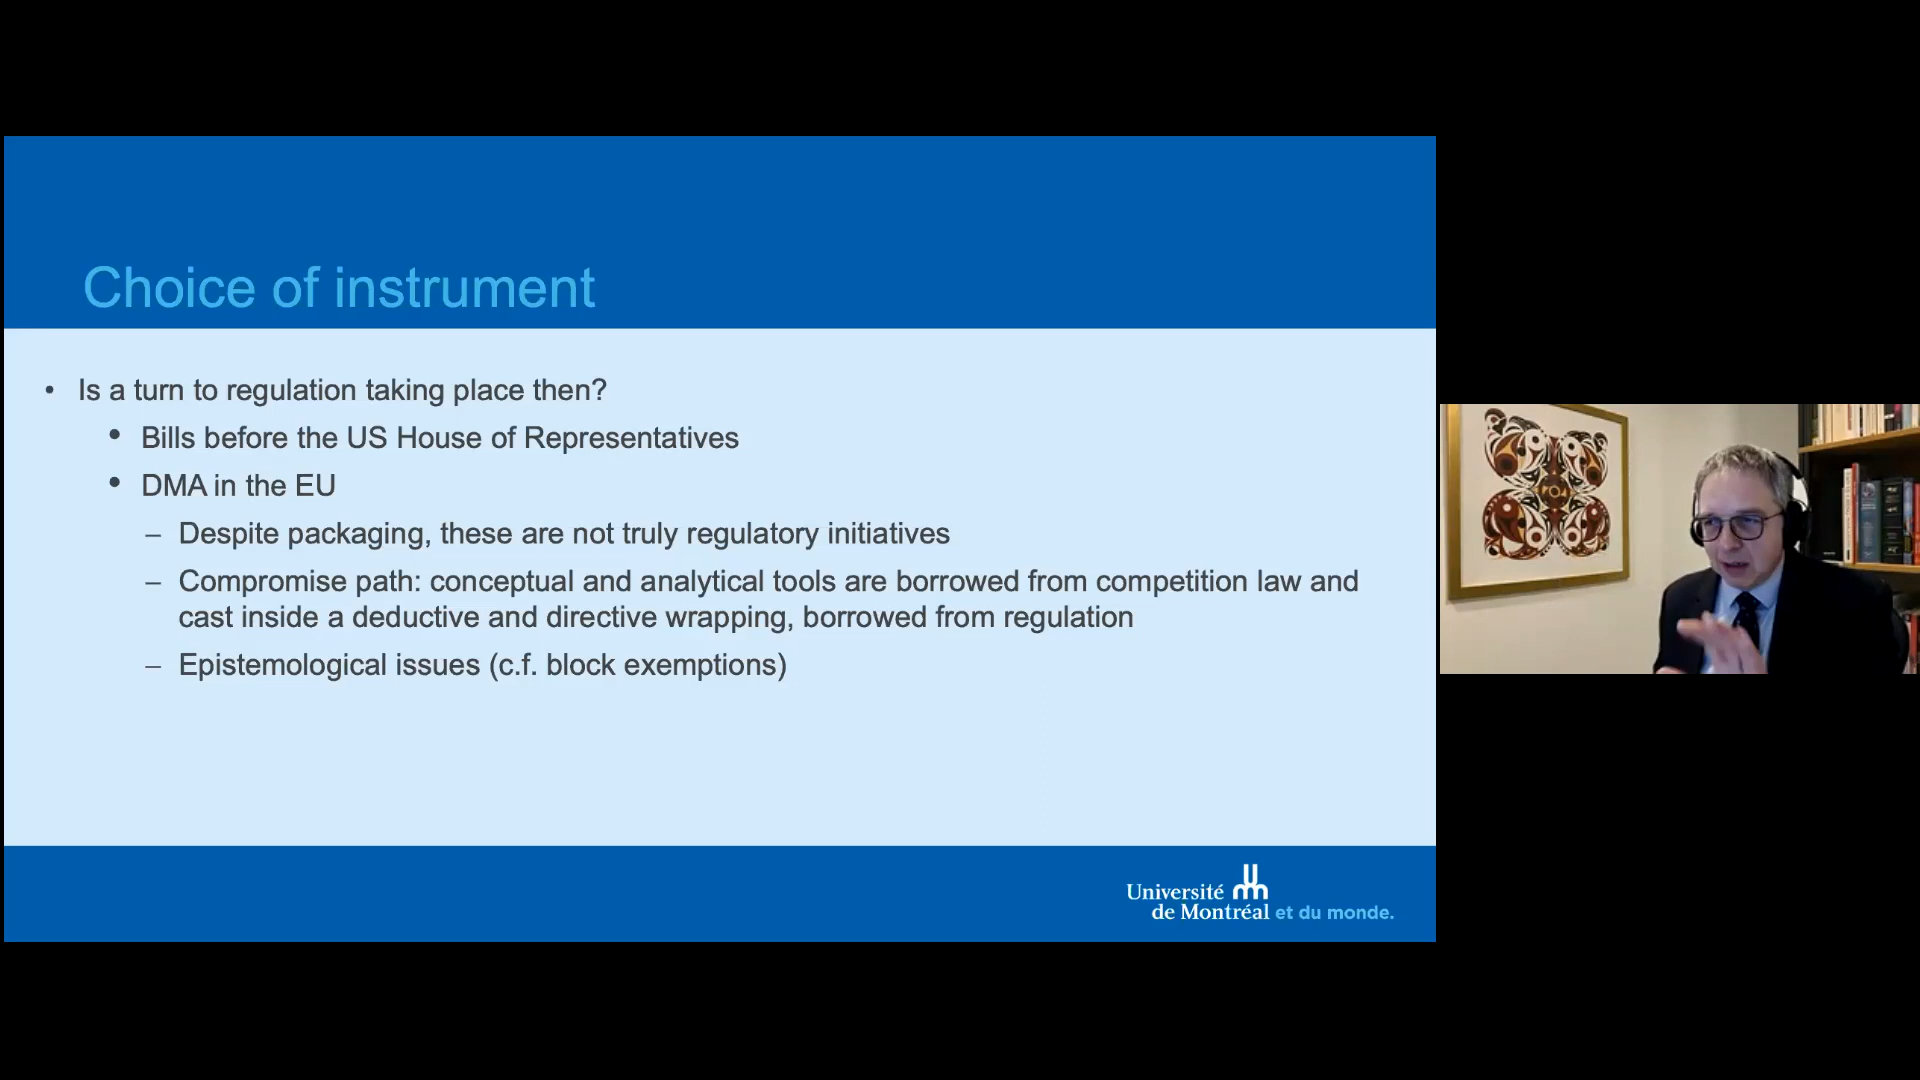 Choice of instrument
• Is a turn to regulation taking place then?
• Bills before the US House of Representatives
• DMA in the EU
– Despite packaging, these are not truly regulatory initiatives
– Compromise path: conceptual and analytical tools are borrowed from competition law and
cast inside a deductive and directive wrapping, borrowed from regulation
– Epistemological issues (c.f. block exemptions)
Université
de Montréal et du monde.